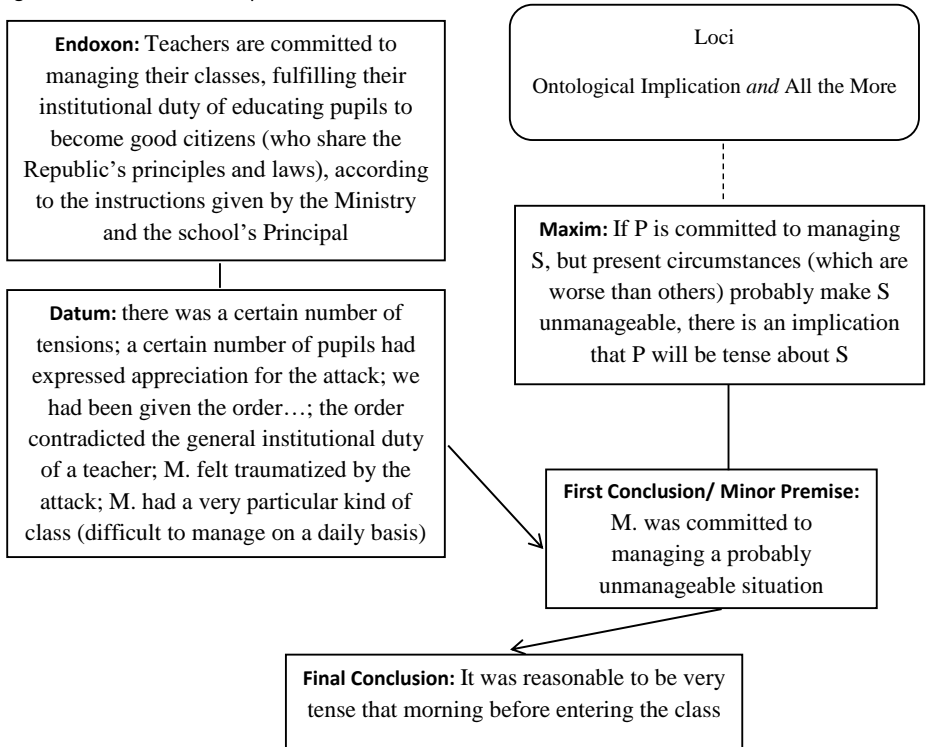 Endoxon: Teachers are committed to
managing their classes, fulfilling their
institutional duty of educating pupils to
become good citizens (who share the
Republic's principles and laws), according
to the instructions given by the Ministry
and the school's Principal
Loci
Ontological Implication and All the More
Datum: there was a certain number of
tensions; a certain number of pupils had
expressed appreciation for the attack; we
had been given the order…; the order
contradicted the general institutional duty
of a teacher; M. felt traumatized by the
attack; M. had a very particular kind of
class (difficult to manage on a daily basis)
Maxim: If P is committed to managing
S, but present circumstances (which are
worse than others) probably make S
unmanageable, there is an implication
that P will be tense about S
First Conclusion/ Minor Premise:
M. was committed to
managing a probably
unmanageable situation
Final Conclusion: It was reasonable to be very
tense that morning before entering the class